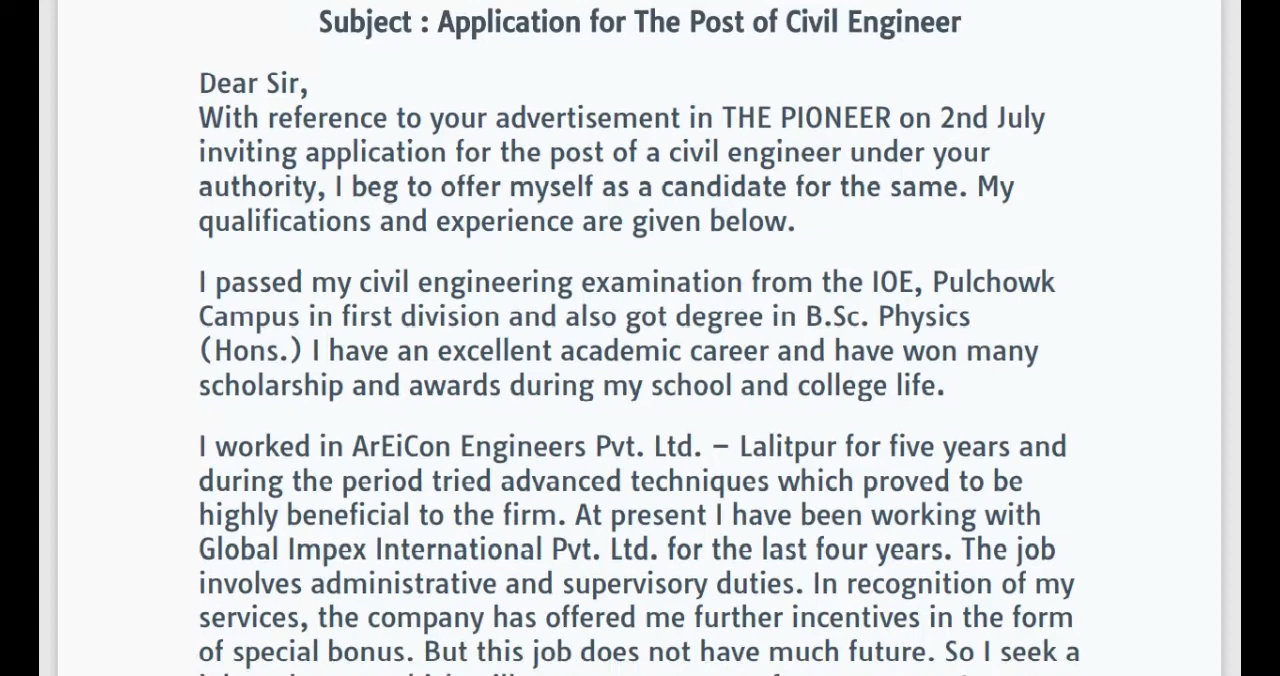 Subject : Application for The Post of Civil Engineer
Dear Sir,
With reference to your advertisement in THE PIONEER on 2nd July
inviting application for the post of a civil engineer under your
authority, I beg to offer myself as a candidate for the same. My
qualifications and experience are given below.
I passed my civil engineering examination from the IOE, Pulchowk
Campus in first division and also got degree in B.Sc. Physics
(Hons.) I have an excellent academic career and have won many
scholarship and awards during my school and college life.
I worked in ArEiCon Engineers Pvt. Ltd. – Lalitpur for five years and
during the period tried advanced techniques which proved to be
highly beneficial to the firm. At present I have been working with
Global Impex International Pvt. Ltd. for the last four years. The job
involves administrative and supervisory duties. In recognition of my
services, the company has offered me further incentives in the form
of special bonus. But this job does not have much future. So I seek a